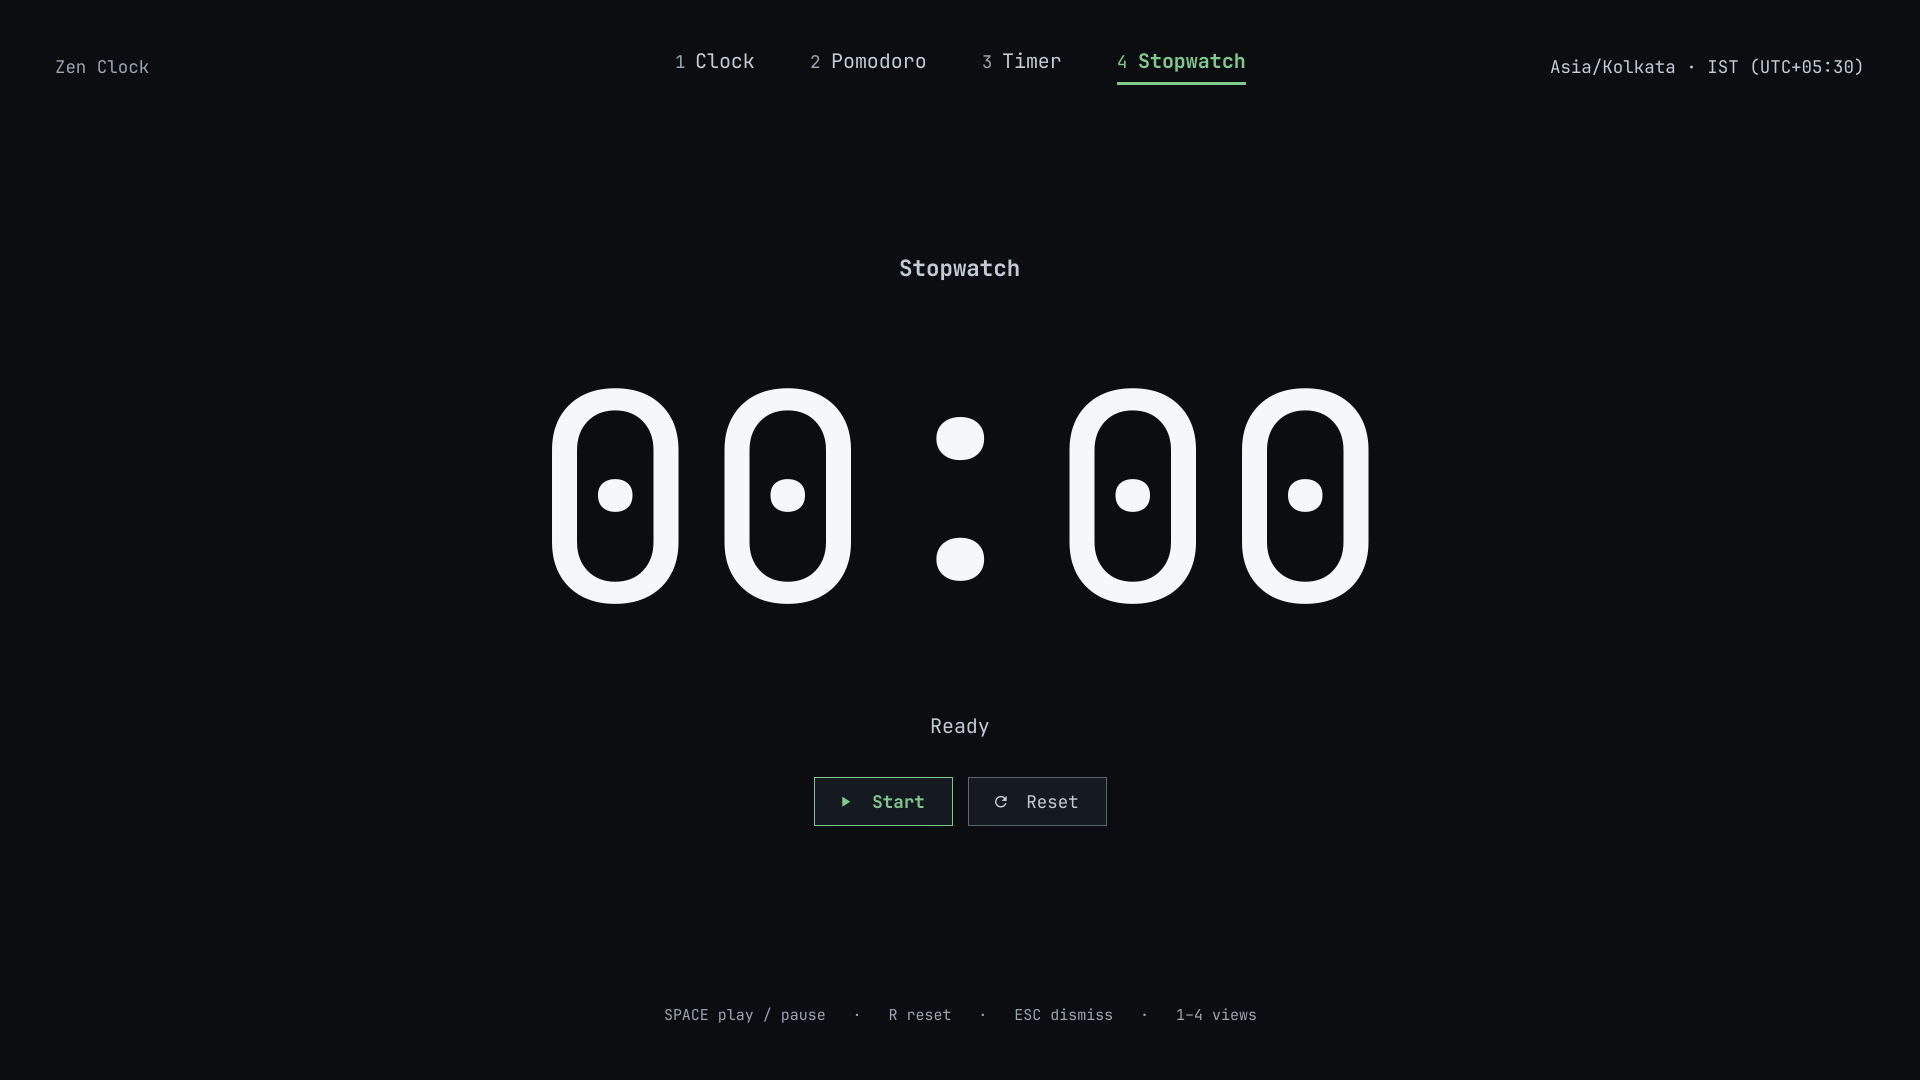 Zen Clock
1 Clock 2 Pomodoro 3 Timer 4 Stopwatch
Asia/Kolkata · IST (UTC+05:30)
Stopwatch
00:00
Ready
Start Reset
SPACE play / pause · R reset · ESC dismiss · 1–4 views